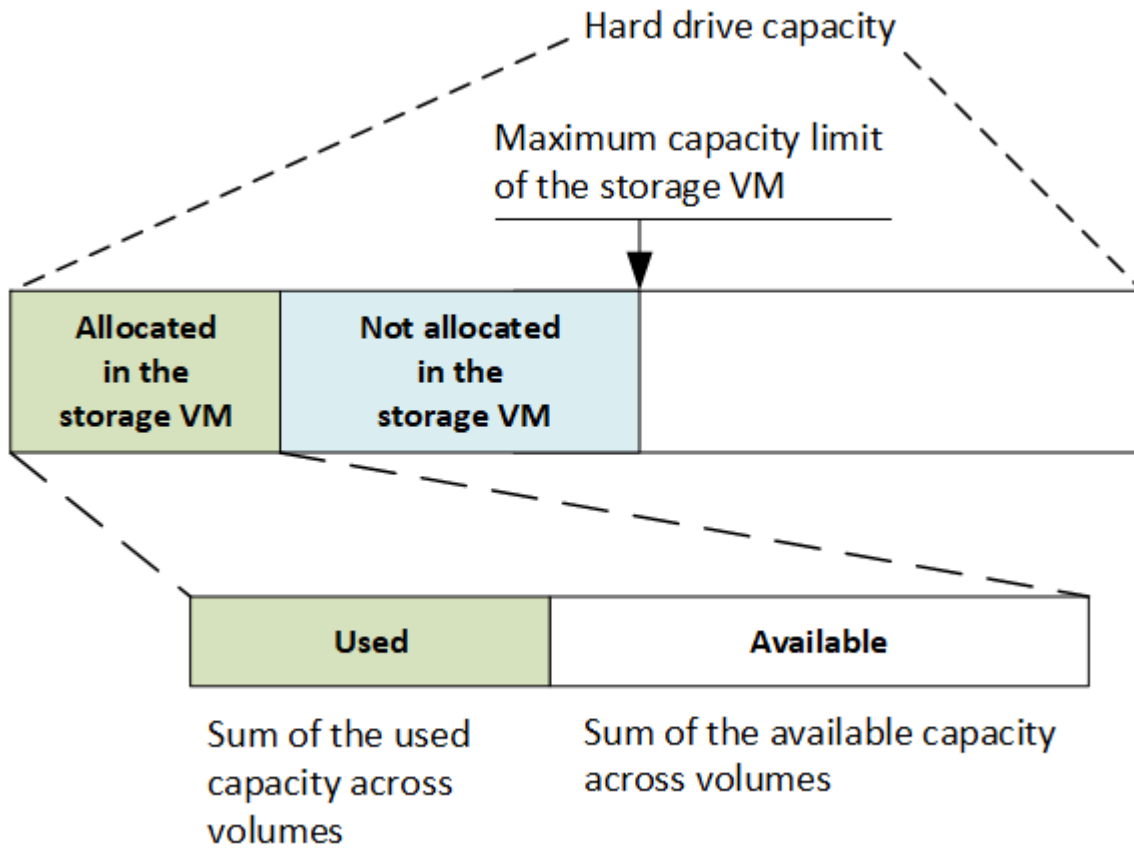 Hard drive capacity
Maximum capacity limit
of the storage VM
Allocated
in the
storage VM
Not allocated
in the
storage VM
Used
Available
Sum of the used
capacity across
volumes
Sum of the available capacity
across volumes